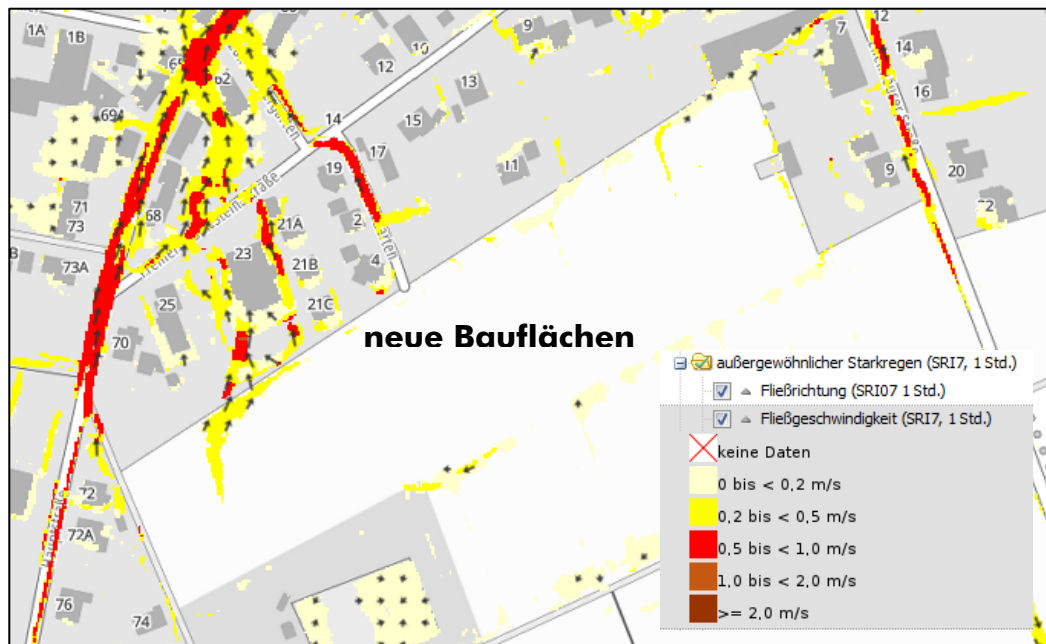 1A
1B
65
62
69A
12
10
9
13
14
15
17
19
11
7
12
14
16
9
20
71
73
68
73A
B
21A
2
23
21B
4
21C
25
70
neue Bauflächen
72
72A
76
74
außergewöhnlicher Starkregen (SRI7, 1 Std.)
Fließrichtung (SRI07 1 Std.)
Fließgeschwindigkeit (SRI7, 1 Std.)
keine Daten
0 bis < 0,2 m/s
0,2 bis < 0,5 m/s
0,5 bis < 1,0 m/s
1,0 bis < 2,0 m/s
>= 2,0 m/s